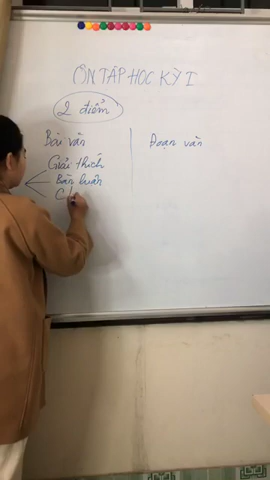 ÔN TẬP HỌC KỲ I
2 điểm
Bài văn
Đoạn văn
Giải thích
Bàn luận